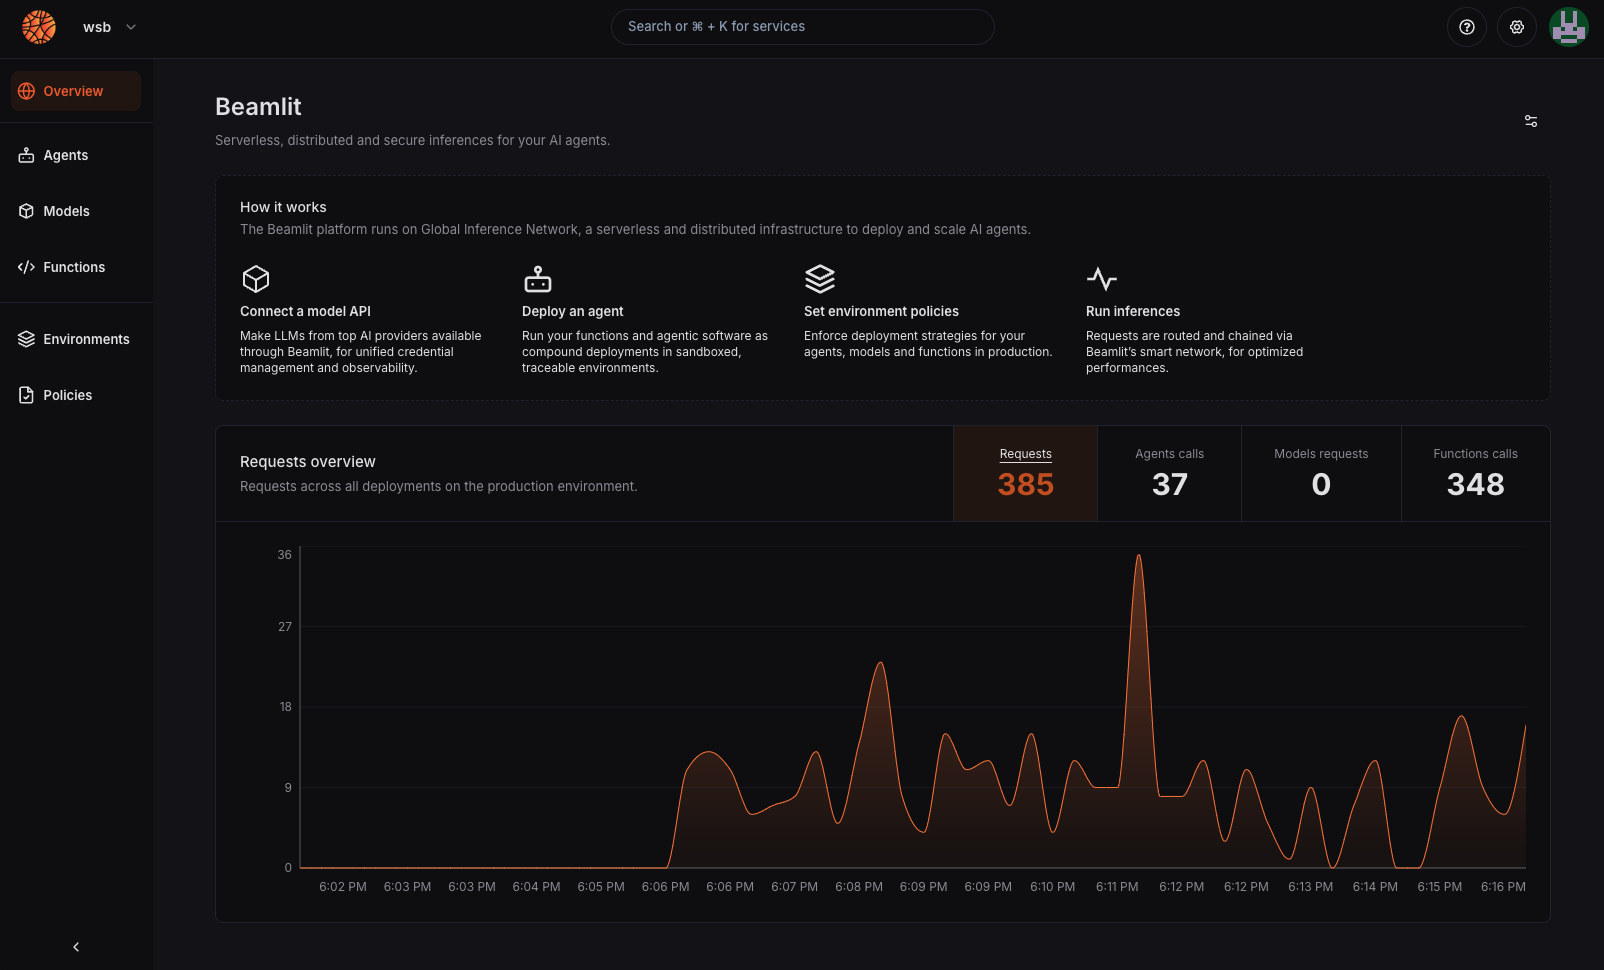 wsb
Search or ⌘ + K for services
Overview
Agents
Models
Functions
Environments
Policies
Beamlit
Serverless, distributed and secure inferences for your AI agents.
How it works
The Beamlit platform runs on Global Inference Network, a serverless and distributed infrastructure to deploy and scale AI agents.
Connect a model API
Make LLMs from top AI providers available
through Beamlit, for unified credential
management and observability.
Deploy an agent
Run your functions and agentic software as
compound deployments in sandboxed,
traceable environments.
Set environment policies
Enforce deployment strategies for your
agents, models and functions in production.
Run inferences
Requests are routed and chained via
Beamlit's smart network, for optimized
performances.
Requests overview
Requests across all deployments on the production environment.
Requests
385
Agents calls
37
Models requests
0
Functions calls
348
36
27
18
9
0
6:02 PM 6:03 PM 6:03 PM 6:04 PM 6:05 PM 6:06 PM 6:06 PM 6:07 PM 6:08 PM 6:09 PM 6:09 PM 6:10 PM 6:11 PM 6:12 PM 6:12 PM 6:13 PM 6:14 PM 6:15 PM 6:16 PM